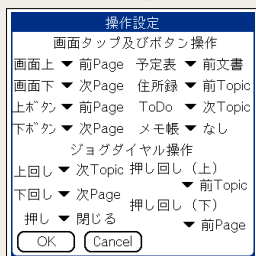 操作設定
画面タップ及びボタン操作
画面上 ▼ 前Page 予定表 ▼ 前文書
画面下 ▼ 次Page 住所録 ▼ 前Topic
上ボタン ▼ 前Page ToDo ▼ 次Topic
下ボタン ▼ 次Page メモ帳 ▼ なし
ジョグダイヤル操作
上回し ▼ 次Topic 押し回し（上）
▼ 前Topic
下回し ▼ 次Page
押し回し（下）
押し ▼ 閉じる
▼ 前Page
OK Cancel